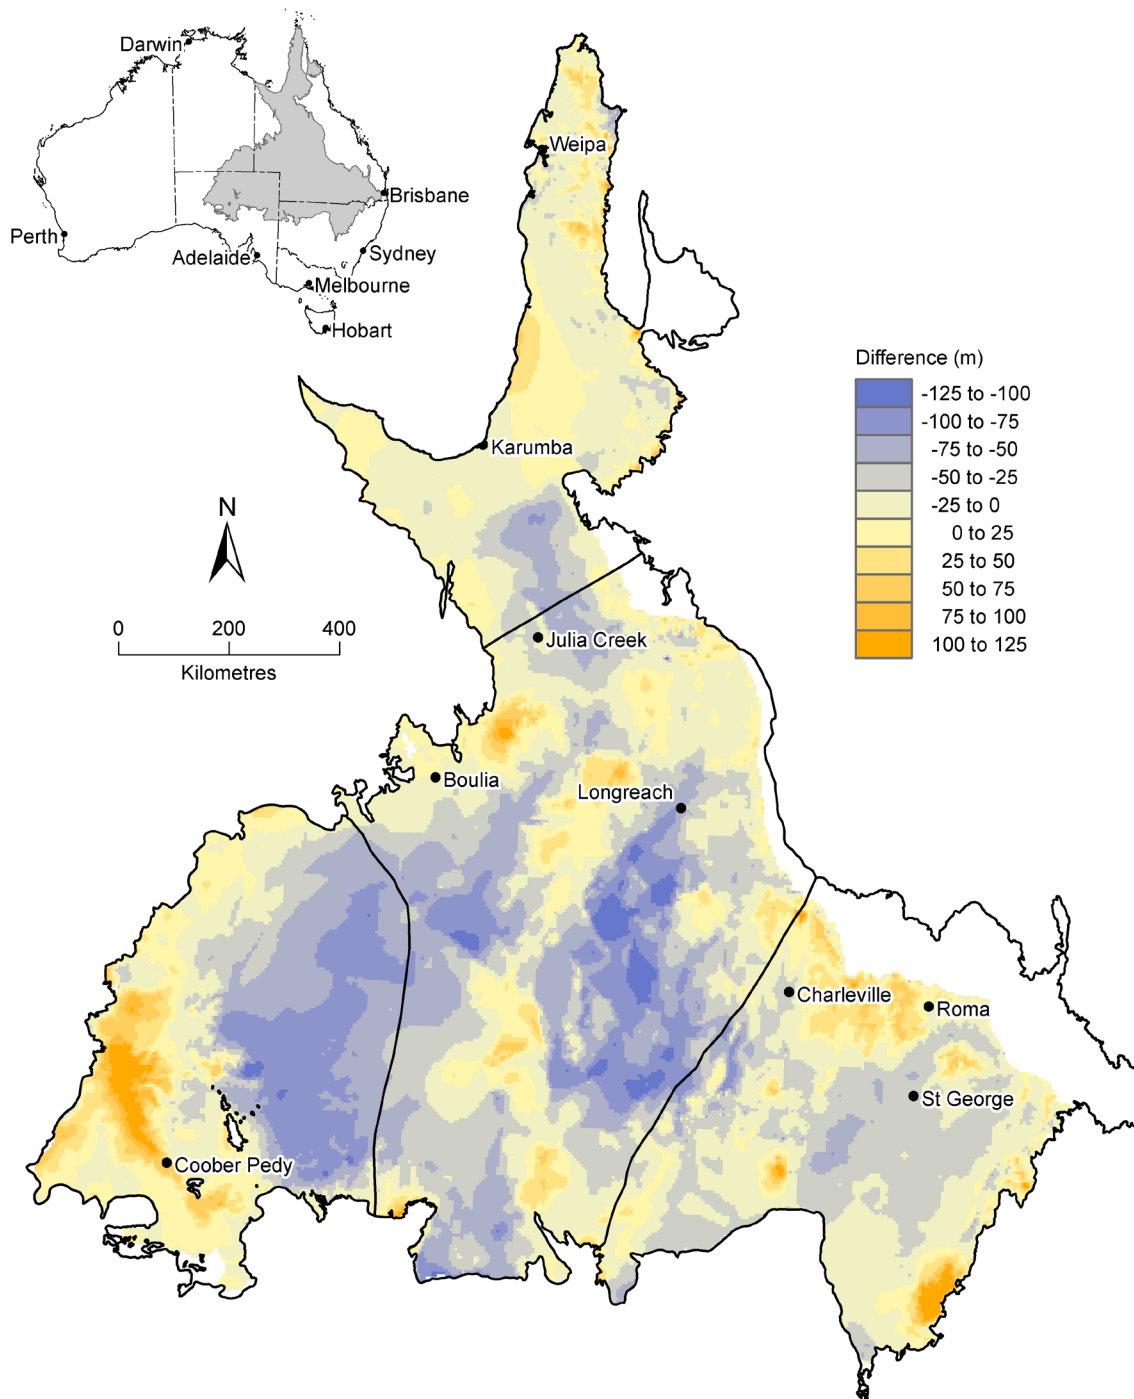 Darwin
Brisbane
Perth
Adelaide
Sydney
Melbourne
Hobart
Weipa
Difference (m)
-125 to -100
-100 to -75
-75 to -50
-50 to -25
-25 to 0
0 to 25
25 to 50
50 to 75
75 to 100
100 to 125
Karumba
N
0 200 400
Kilometres
Julia Creek
Boulia
Longreach
Charleville
Roma
St George
Coober Pedy